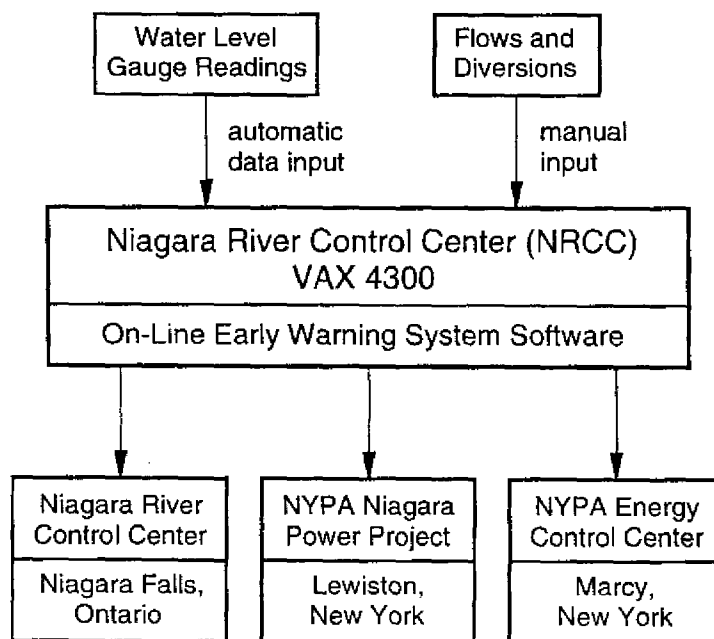 Water Level
Gauge Readings
Flows and
Diversions
automatic
data input
manual
input
Niagara River Control Center (NRCC)
VAX 4300
On-Line Early Warning System Software
Niagara River
Control Center
Niagara Falls,
Ontario
NYPA Niagara
Power Project
Lewiston,
New York
NYPA Energy
Control Center
Marcy,
New York